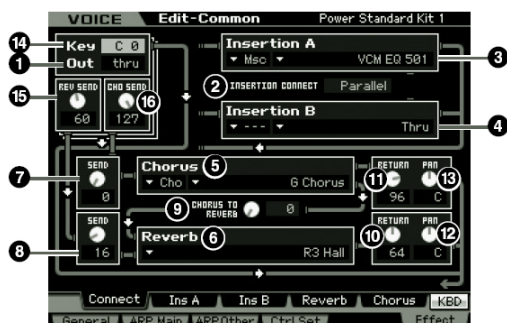 VOICE Edit-Common Power Standard Kit 1
14 Key C 0
1 Out thru
15 REV SEND 60
CHO SEND 16 127
Insertion A
Msc VCM EQ 501 3
2 INSERTION CONNECT Parallel
Insertion B
--- Thru 4
7 SEND 0
Chorus 5
Cho G Chorus
RETURN 11 96
PAN 13 C
9 CHORUS TO REVERB 0
8 SEND 16
Reverb 6
R3 Hall
RETURN 10 64
PAN 12 C
Connect Ins A Ins B Reverb Chorus KBD
General ARP Main ARP Other Ctrl Set Effect